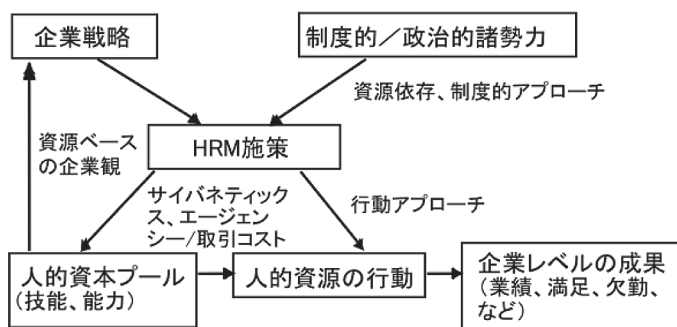 企業戦略
制度的／政治的諸勢力
資源依存、制度的アプローチ
資源ベース
の企業観
HRM施策
サイバネティック
ス、エージェン
シー/取引コスト
行動アプローチ
人的資本プール
(技能、能力)
人的資源の行動
企業レベルの成果
(業績、満足、欠勤、
など)